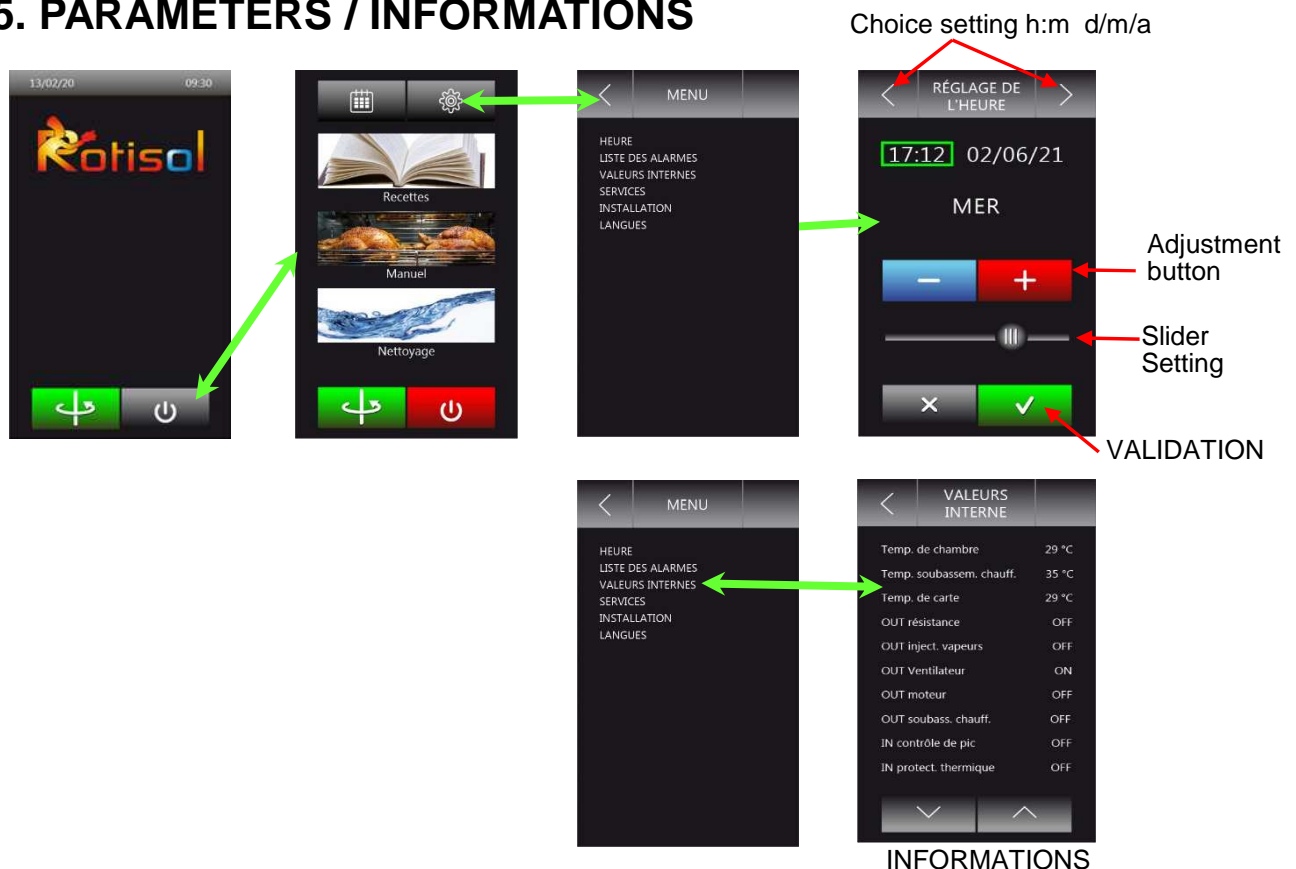 5. PARAMETERS / INFORMATIONS
Choice setting h:m d/m/a
13/02/20 09:30
Rotisol
Recettes
Manuel
Nettoyage
MENU
HEURE
LISTE DES ALARMES
VALEURS INTERNES
SERVICES
INSTALLATION
LANGUES
RÉGLAGE DE
L'HEURE
17:12 02/06/21
MER
Adjustment
button
Slider
Setting
VALIDATION
MENU
HEURE
LISTE DES ALARMES
VALEURS INTERNES
SERVICES
INSTALLATION
LANGUES
VALEURS
INTERNE
Temp. de chambre 29 °C
Temp. soubassem. chauff. 35 °C
Temp. de carte 29 °C
OUT résistance OFF
OUT inject. vapeurs OFF
OUT Ventilateur ON
OUT moteur OFF
OUT soubass. chauff. OFF
IN contrôle de pic OFF
IN protect. thermique OFF
INFORMATIONS